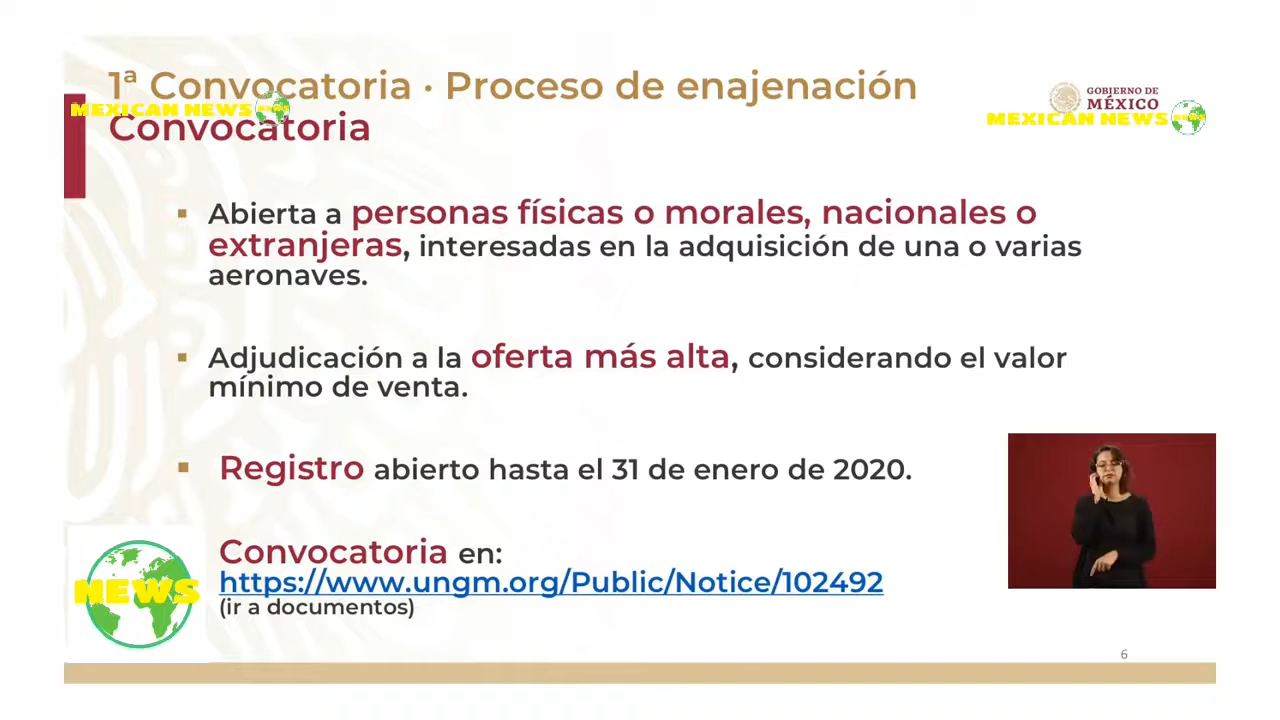 1ª Convocatoria · Proceso de enajenación
Convocatoria
MEXICAN NEWS
GOBIERNO DE
MÉXICO
MEXICAN NEWS
▪ Abierta a personas físicas o morales, nacionales o
extranjeras, interesadas en la adquisición de una o varias
aeronaves.
▪ Adjudicación a la oferta más alta, considerando el valor
mínimo de venta.
▪ Registro abierto hasta el 31 de enero de 2020.
Convocatoria en:
https://www.ungm.org/Public/Notice/102492
(ir a documentos)
NEWS
6